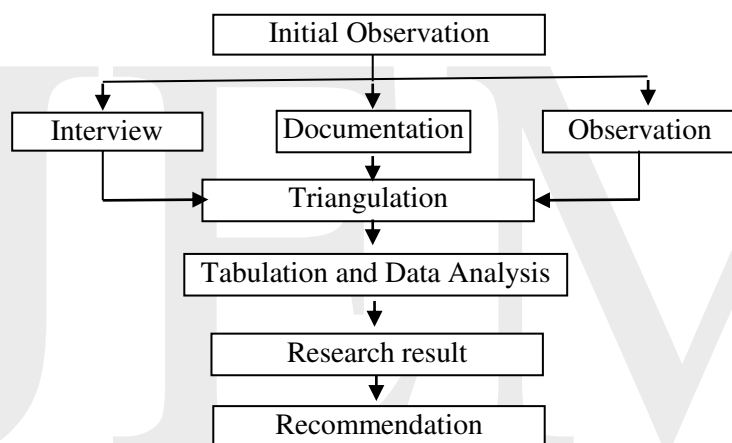 Initial Observation
Interview
Documentation
Observation
Triangulation
Tabulation and Data Analysis
Research result
Recommendation